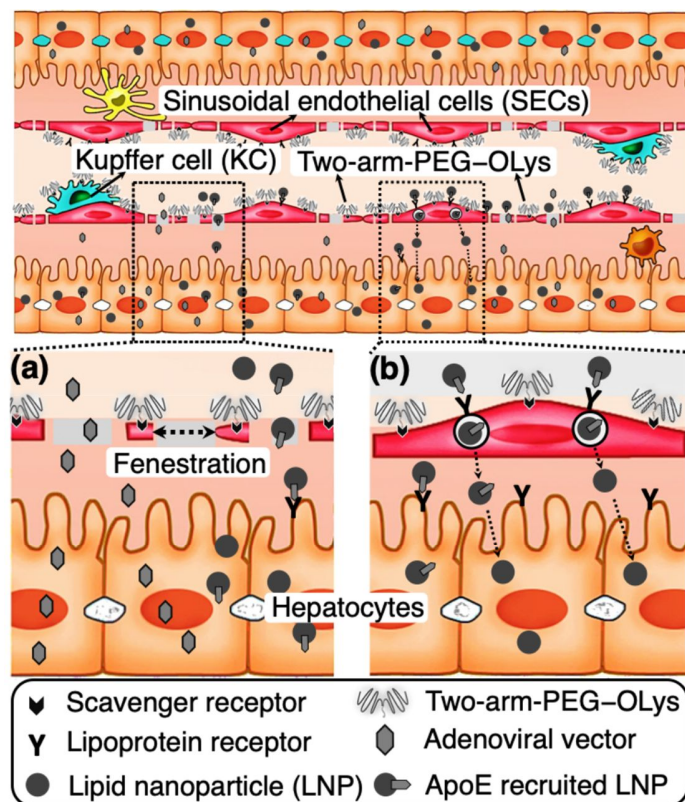 Sinusoidal endothelial cells (SECs)
Kupffer cell (KC)
Two-arm-PEG–OLys
(a)
(b)
Fenestration
Hepatocytes
Scavenger receptor
Two-arm-PEG–OLys
Lipoprotein receptor
Adenoviral vector
Lipid nanoparticle (LNP)
ApoE recruited LNP